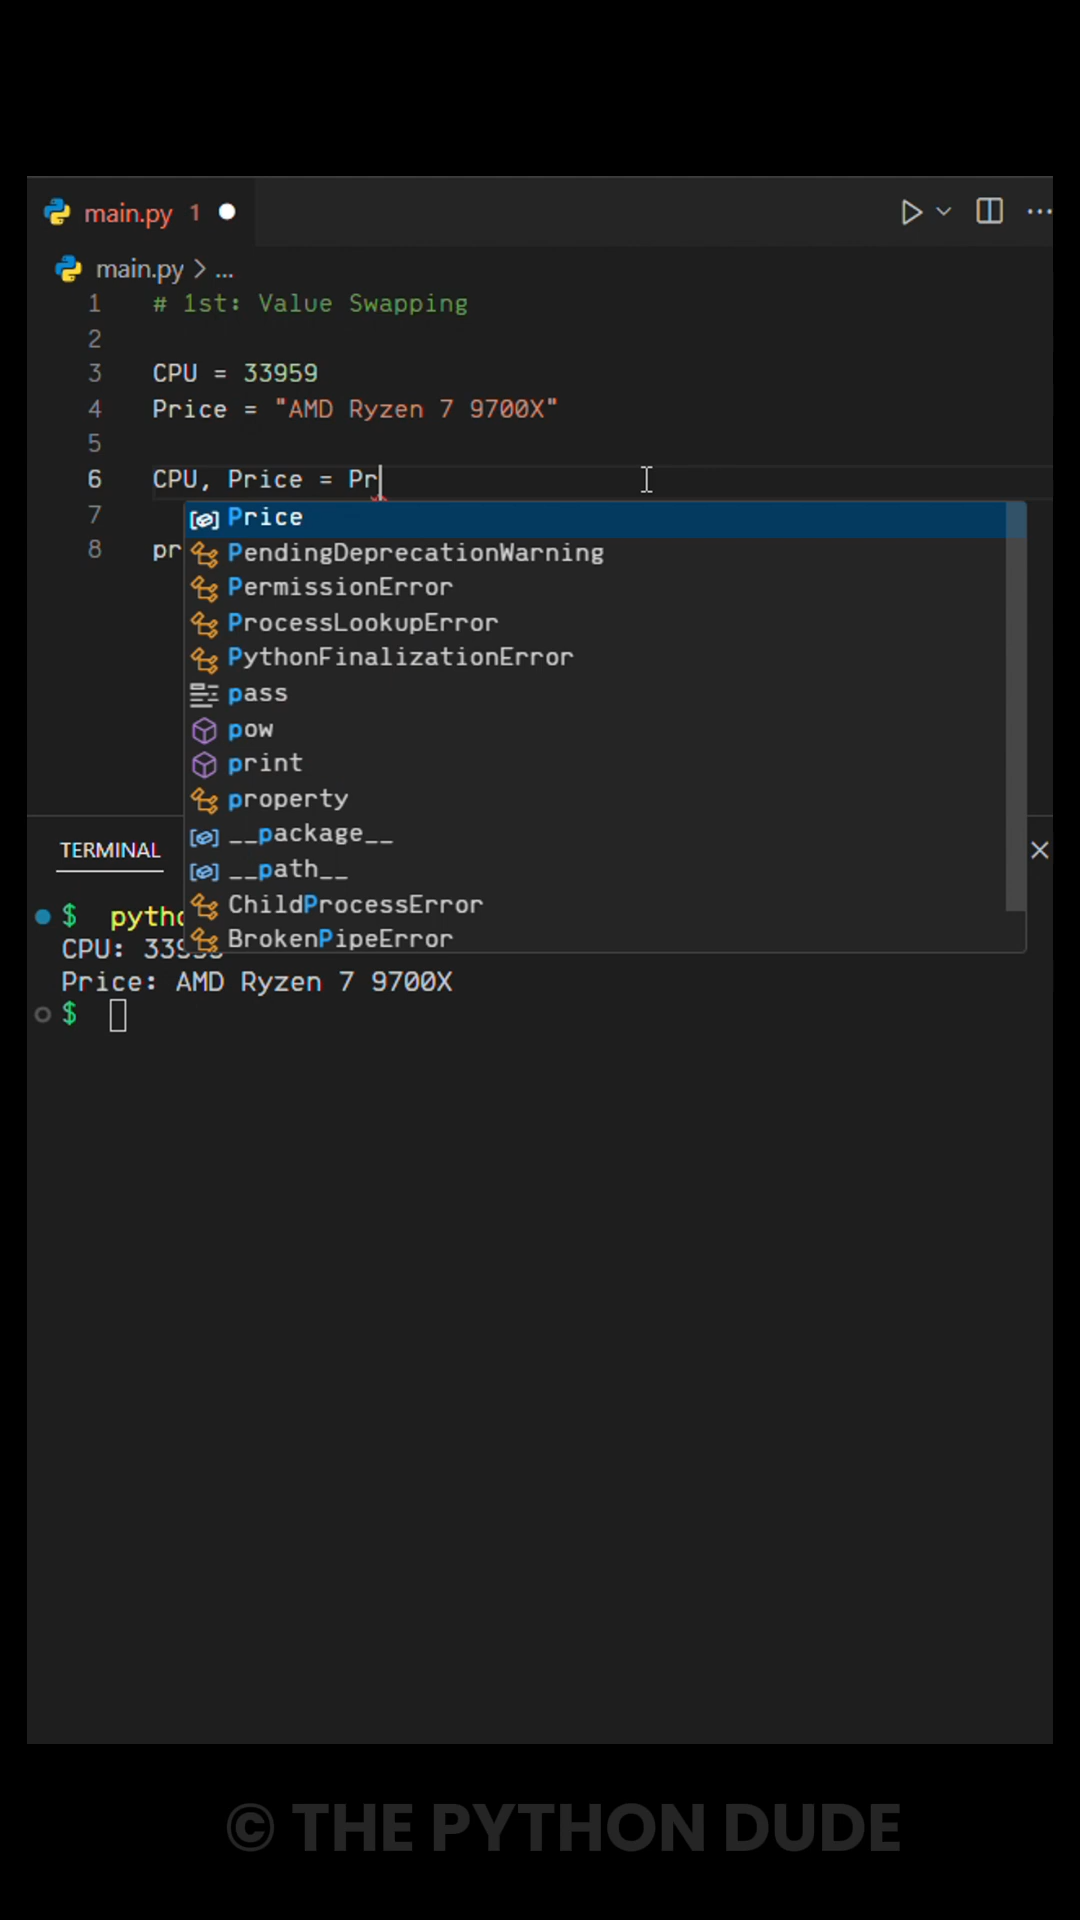 main.py 1
main.py > ...
1 # 1st: Value Swapping
2
3 CPU = 33959
4 Price = "AMD Ryzen 7 9700X"
5
6 CPU, Price = Pr
7
8 pr
Price
PendingDeprecationWarning
PermissionError
ProcessLookupError
PythonFinalizationError
pass
pow
print
property
__package__
__path__
ChildProcessError
BrokenPipeError
TERMINAL
$ pytho
CPU: 339
Price: AMD Ryzen 7 9700X
$
© THE PYTHON DUDE